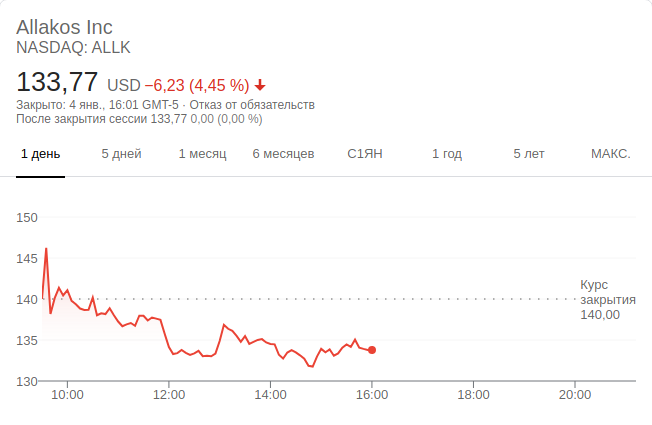 Allakos Inc
NASDAQ: ALLK
133,77 USD −6,23 (4,45 %)
Закрыто: 4 янв., 16:01 GMT-5 · Отказ от обязательств
После закрытия сессии 133,77 0,00 (0,00 %)
1 день 5 дней 1 месяц 6 месяцев С1ЯН 1 год 5 лет МАКС.
150
145
140
135
130
Курс
закрытия
140,00
10:00 12:00 14:00 16:00 18:00 20:00